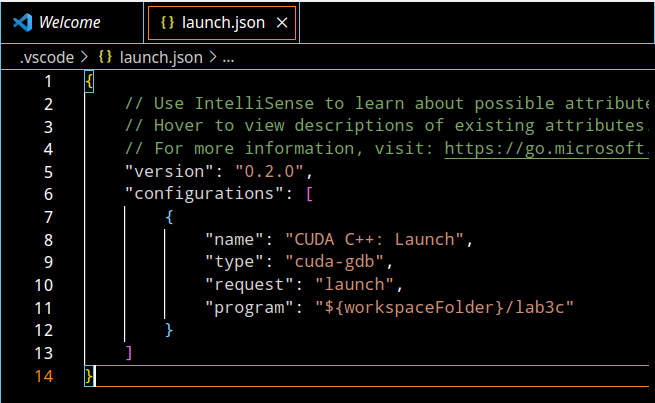 Welcome
{} launch.json ×
.vscode > {} launch.json > ...
1 {
2 // Use IntelliSense to learn about possible attribute
3 // Hover to view descriptions of existing attributes.
4 // For more information, visit: https://go.microsoft.
5 "version": "0.2.0",
6 "configurations": [
7 {
8 "name": "CUDA C++: Launch",
9 "type": "cuda-gdb",
10 "request": "launch",
11 "program": "${workspaceFolder}/lab3c"
12 }
13 ]
14 }